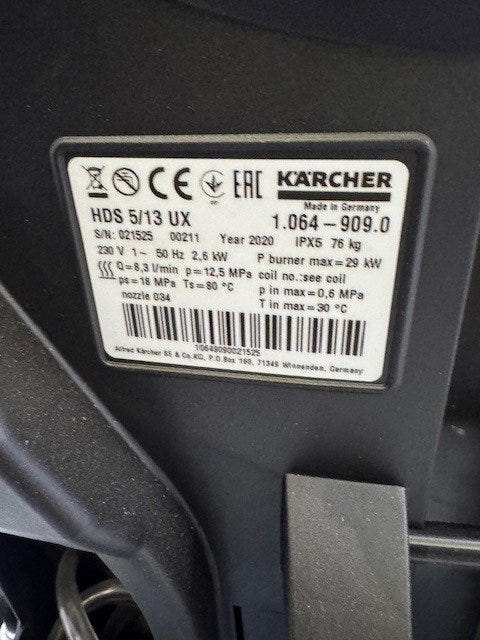 CE EAC KÄRCHER
Made in Germany
HDS 5/13 UX 1.064-909.0
S/N: 021525 00211 Year 2020 IPX5 76 kg
230 V 1~ 50 Hz 2,6 kW P burner max=29 kW
Q=8,3 l/min p=12,5 MPa coil no.:see coil
ps=18 MPa Ts=80 °C p in max=0,6 MPa
nozzle 034 T in max=30 °C
10649090021525
Alfred Kärcher SE & Co.KG, P.O.Box 160, 71349 Winnenden, Germany